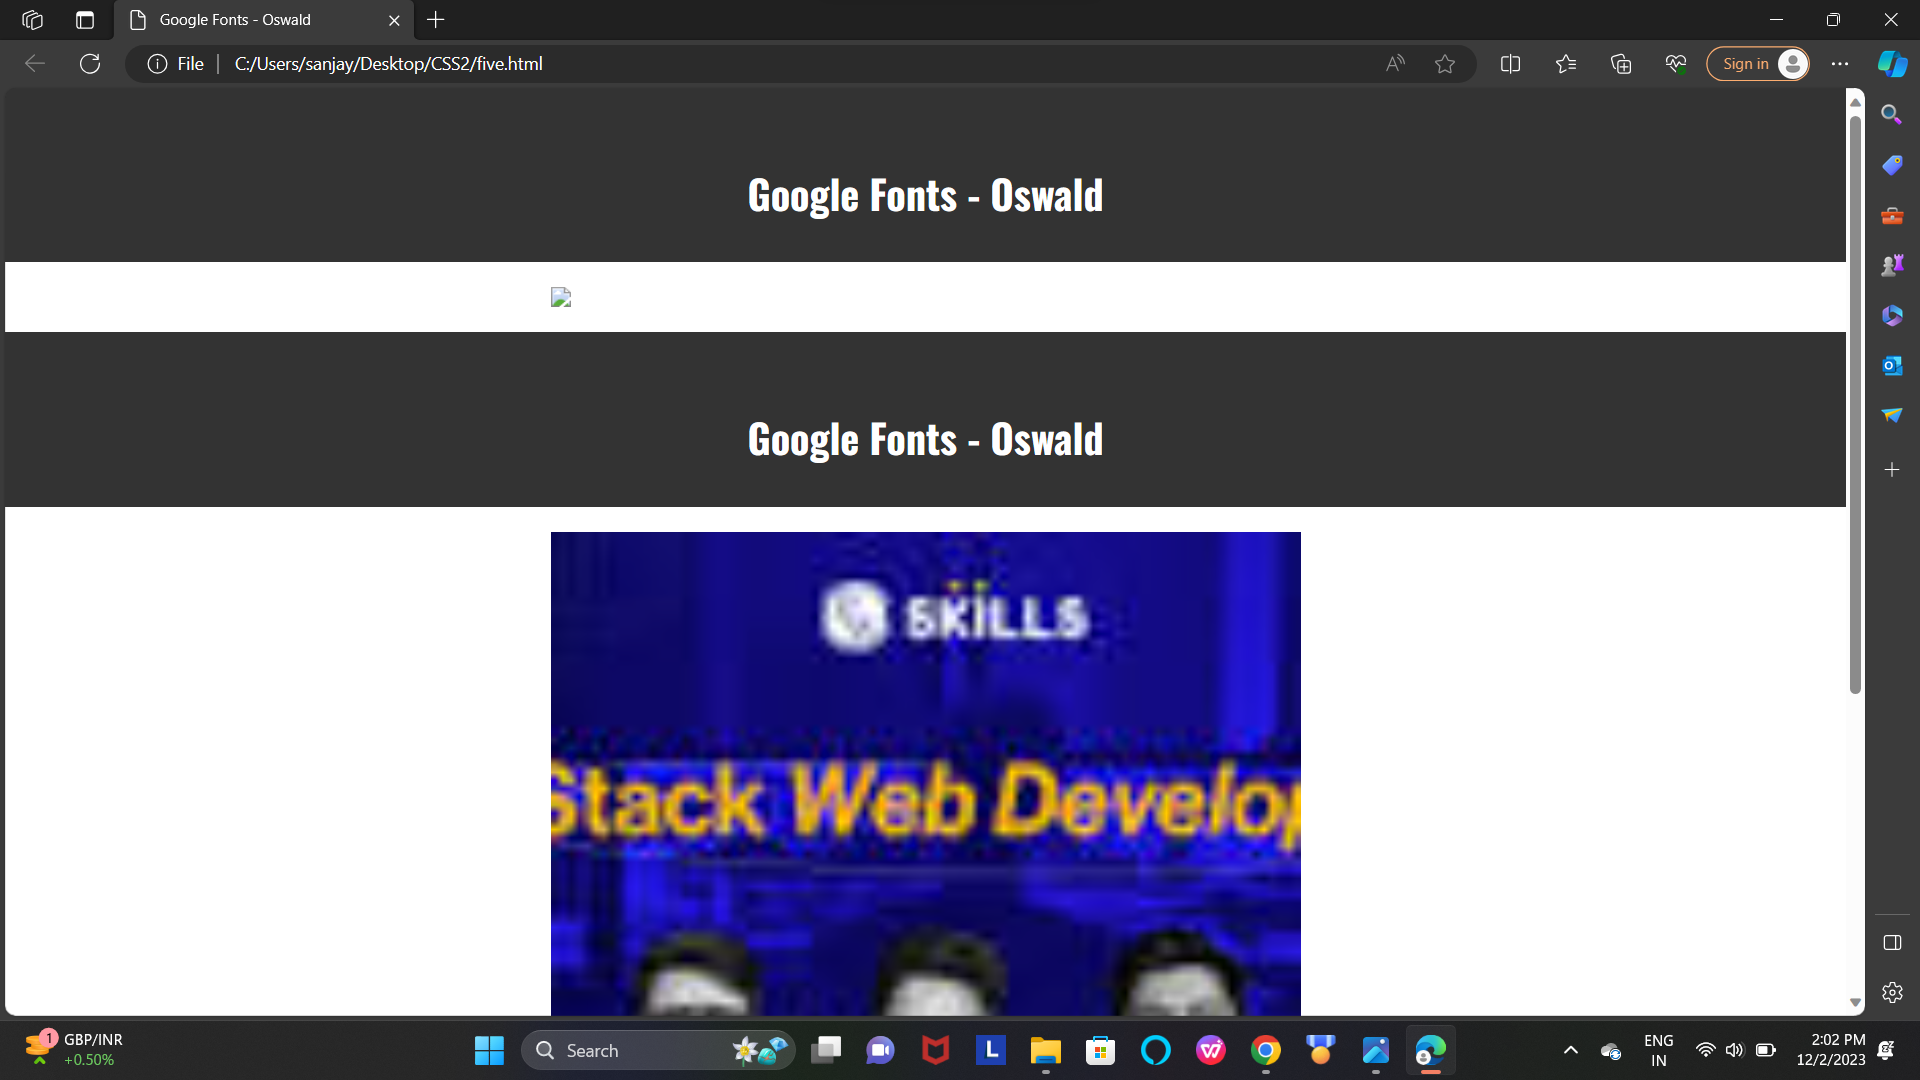 Google Fonts - Oswald
File
C:/Users/sanjay/Desktop/CSS2/five.html
Sign in
Google Fonts - Oswald
Google Fonts - Oswald
SKILLS
Stack Web Develop
1
GBP/INR
+0.50%
Search
L
ENG
IN
2:02 PM
12/2/2023